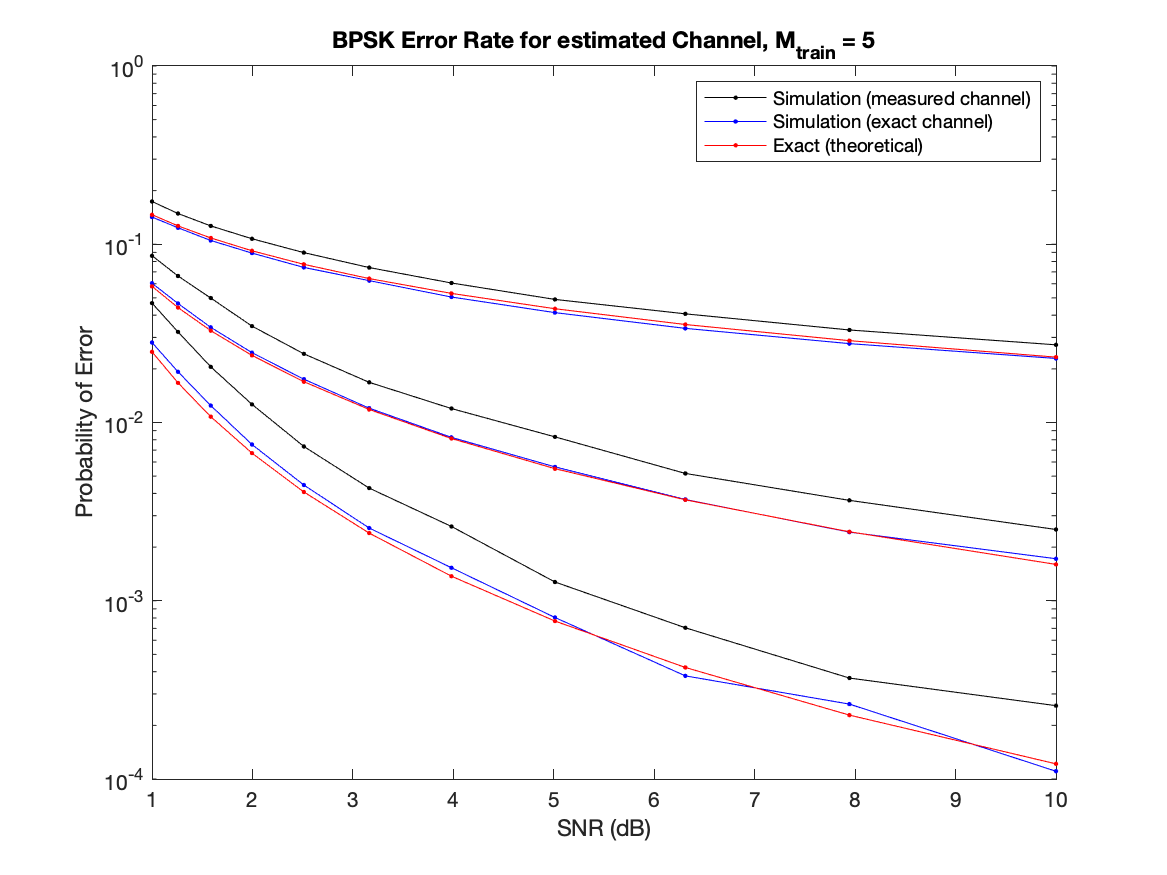 BPSK Error Rate for estimated Channel, M_train = 5
10^0
Simulation (measured channel)
Simulation (exact channel)
Exact (theoretical)
10^-1
10^-2
10^-3
10^-4
Probability of Error
1 2 3 4 5 6 7 8 9 10
SNR (dB)